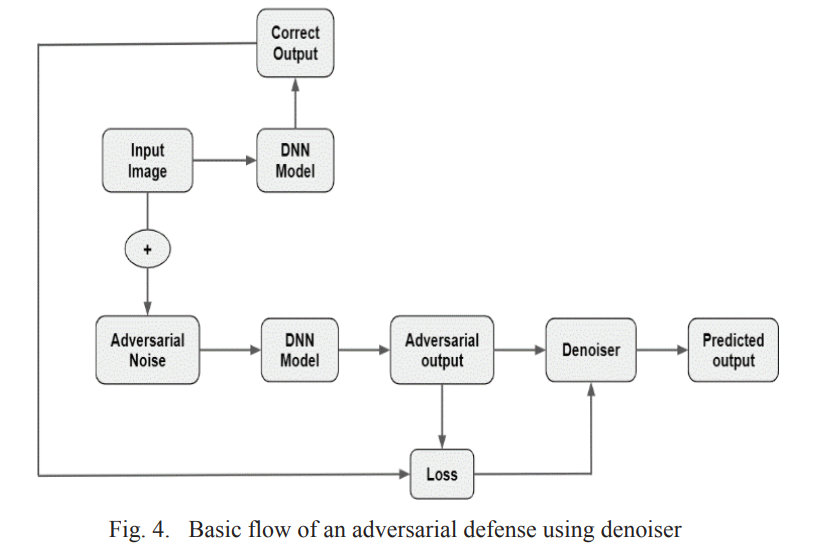 Correct
Output
Input
Image
DNN
Model
+
Adversarial
Noise
DNN
Model
Adversarial
output
Denoiser
Predicted
output
Loss
Fig. 4. Basic flow of an adversarial defense using denoiser